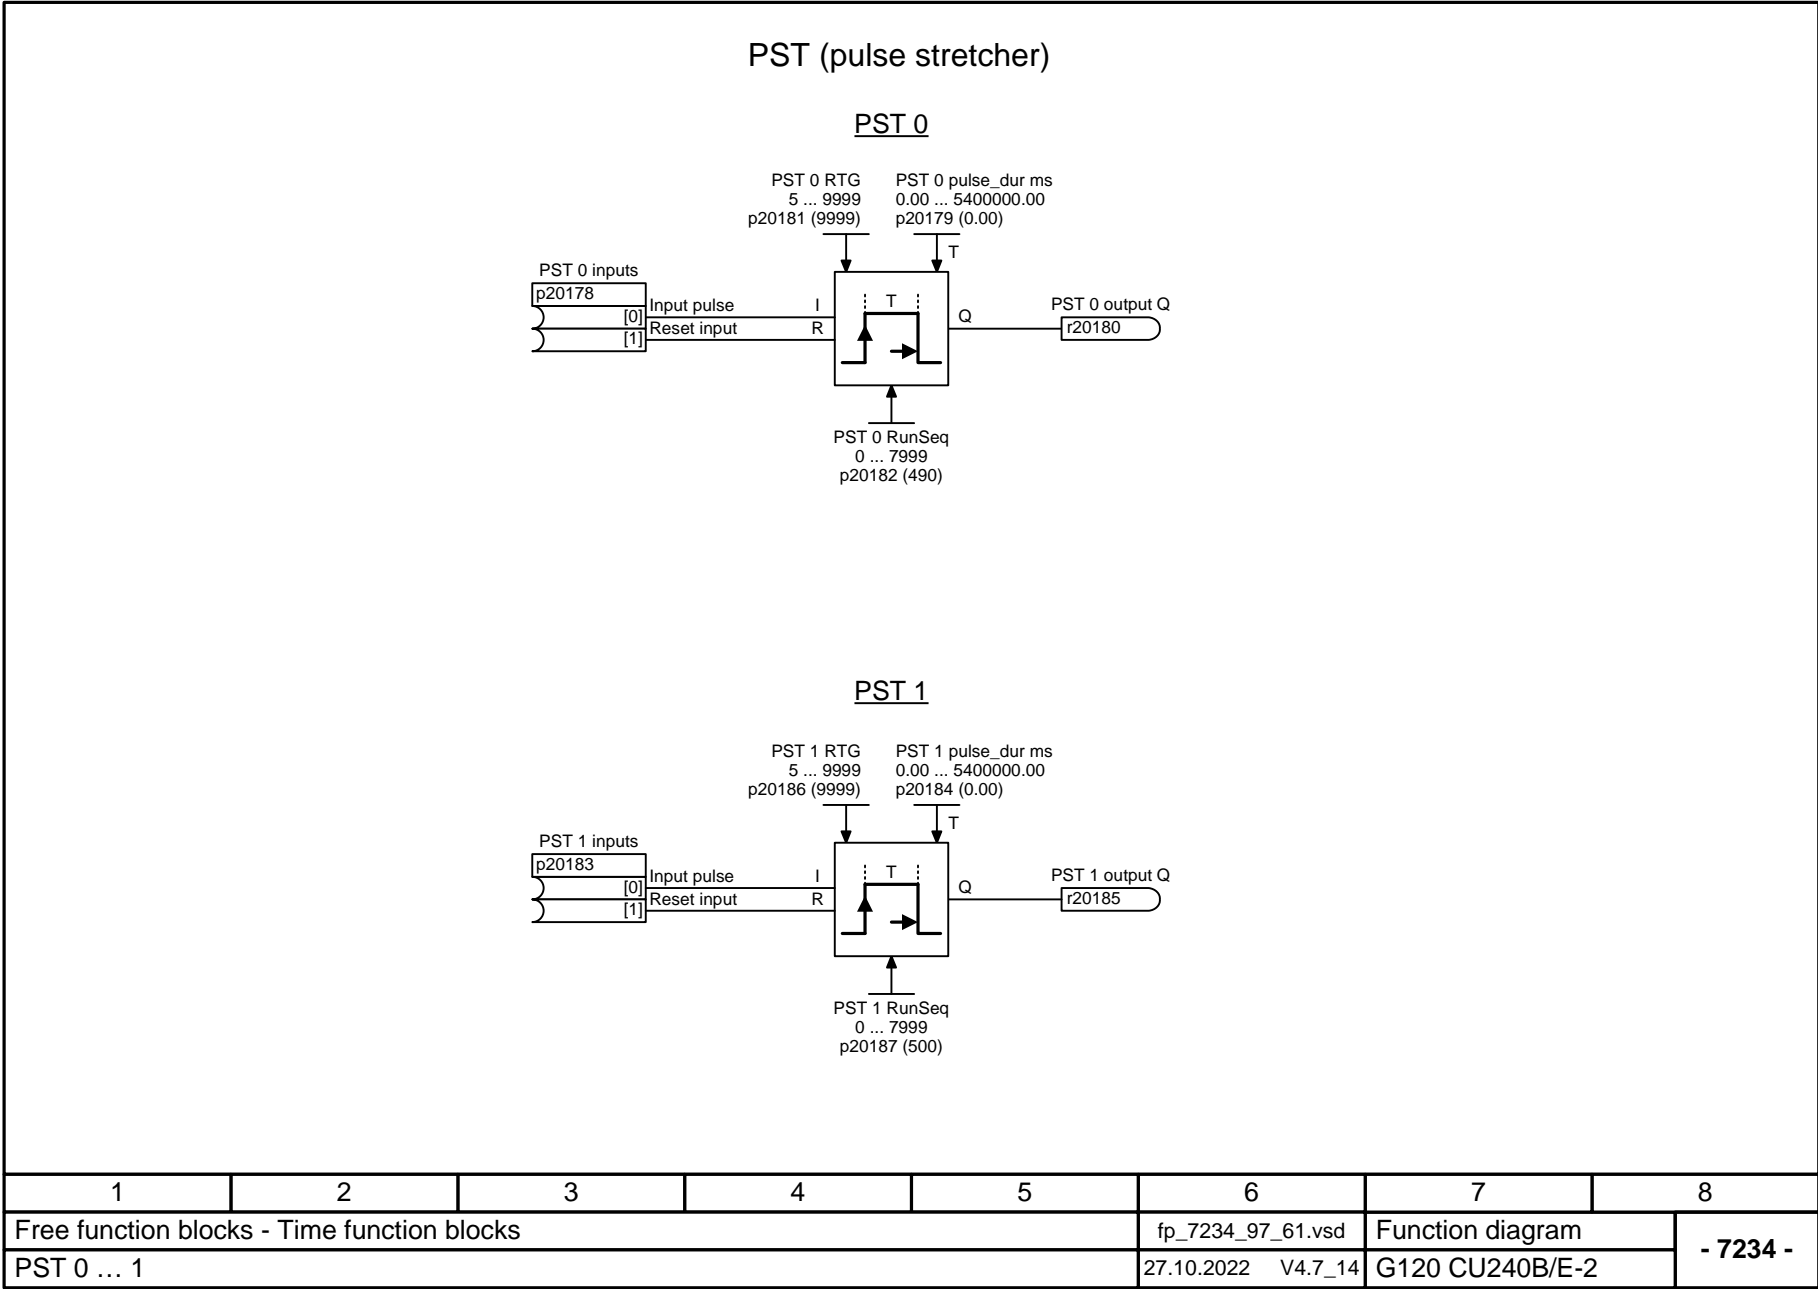 PST (pulse stretcher)
PST 0
PST 0 RTG
5 ... 9999
p20181 (9999)
PST 0 pulse_dur ms
0.00 ... 5400000.00
p20179 (0.00)
T
PST 0 inputs
p20178
[0] Input pulse I
[1] Reset input R
T
Q
PST 0 output Q
r20180
PST 0 RunSeq
0 ... 7999
p20182 (490)
PST 1
PST 1 RTG
5 ... 9999
p20186 (9999)
PST 1 pulse_dur ms
0.00 ... 5400000.00
p20184 (0.00)
T
PST 1 inputs
p20183
[0] Input pulse I
[1] Reset input R
T
Q
PST 1 output Q
r20185
PST 1 RunSeq
0 ... 7999
p20187 (500)
1 2 3 4 5 6 7 8
Free function blocks - Time function blocks fp_7234_97_61.vsd Function diagram
- 7234 -
PST 0 … 1 27.10.2022 V4.7_14 G120 CU240B/E-2